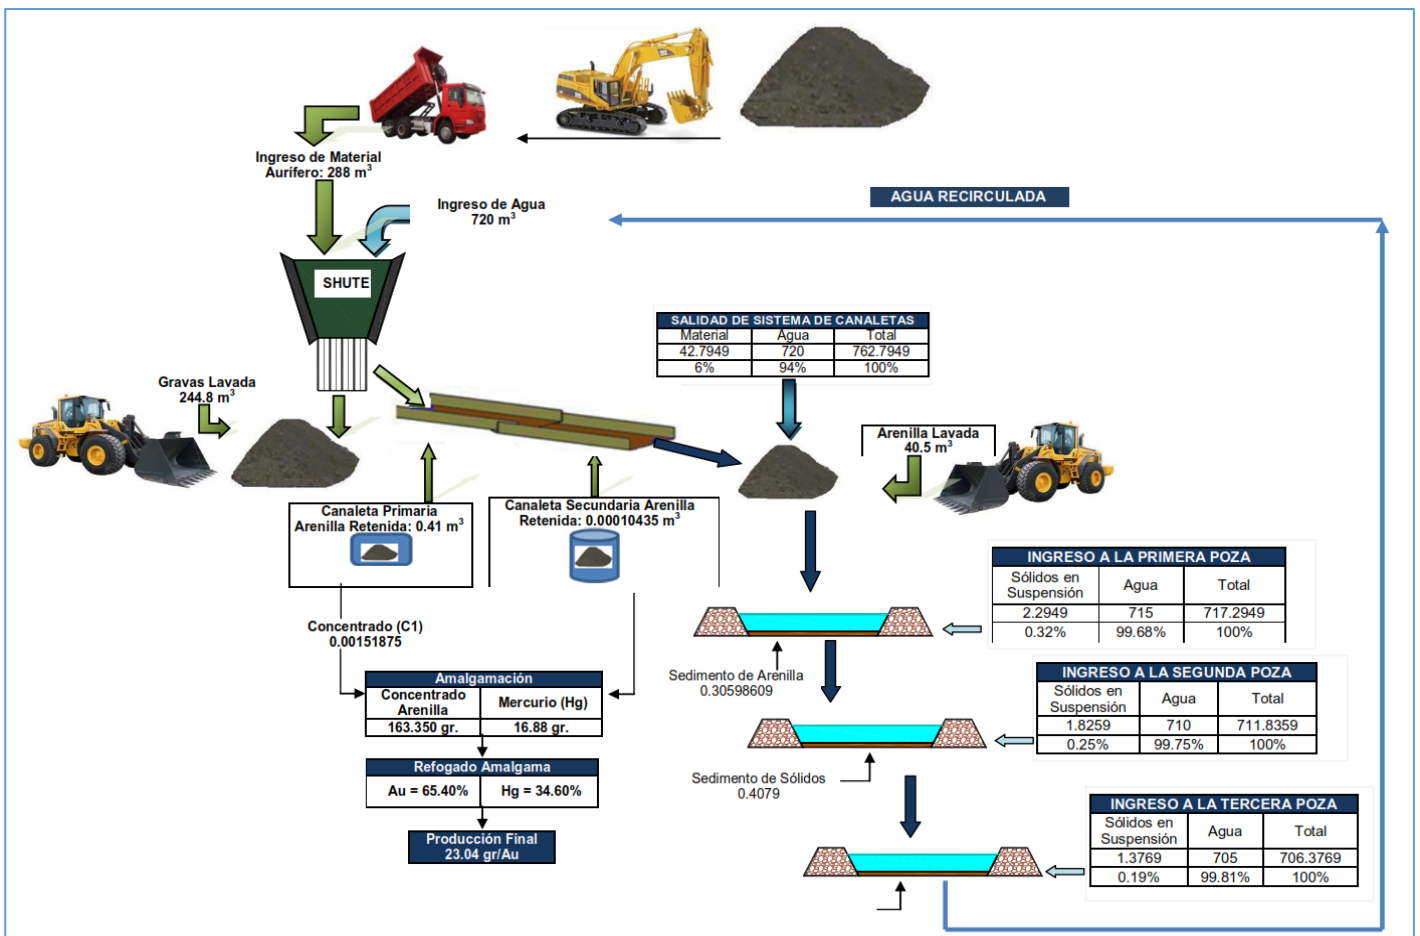 Ingreso de Material
Aurífero: 288 m³
AGUA RECIRCULADA
Ingreso de Agua
720 m³
SHUTE
SALIDAD DE SISTEMA DE CANALETAS
Material Agua Total
42.7949 720 762.7949
6% 94% 100%
Gravas Lavada
244.8 m³
Arenilla Lavada
40.5 m³
Canaleta Primaria
Arenilla Retenida: 0.41 m³
Canaleta Secundaria Arenilla
Retenida: 0.00010435 m³
INGRESO A LA PRIMERA POZA
Sólidos en
Suspensión Agua Total
2.2949 715 717.2949
0.32% 99.68% 100%
Concentrado (C1)
0.00151875
Sedimento de Arenilla
0.30598609
INGRESO A LA SEGUNDA POZA
Sólidos en
Suspensión Agua Total
1.8259 710 711.8359
0.25% 99.75% 100%
Amalgamación
Concentrado
Arenilla Mercurio (Hg)
163.350 gr. 16.88 gr.
Refogado Amalgama
Au = 65.40% Hg = 34.60%
Producción Final
23.04 gr/Au
Sedimento de Sólidos
0.4079
INGRESO A LA TERCERA POZA
Sólidos en
Suspensión Agua Total
1.3769 705 706.3769
0.19% 99.81% 100%